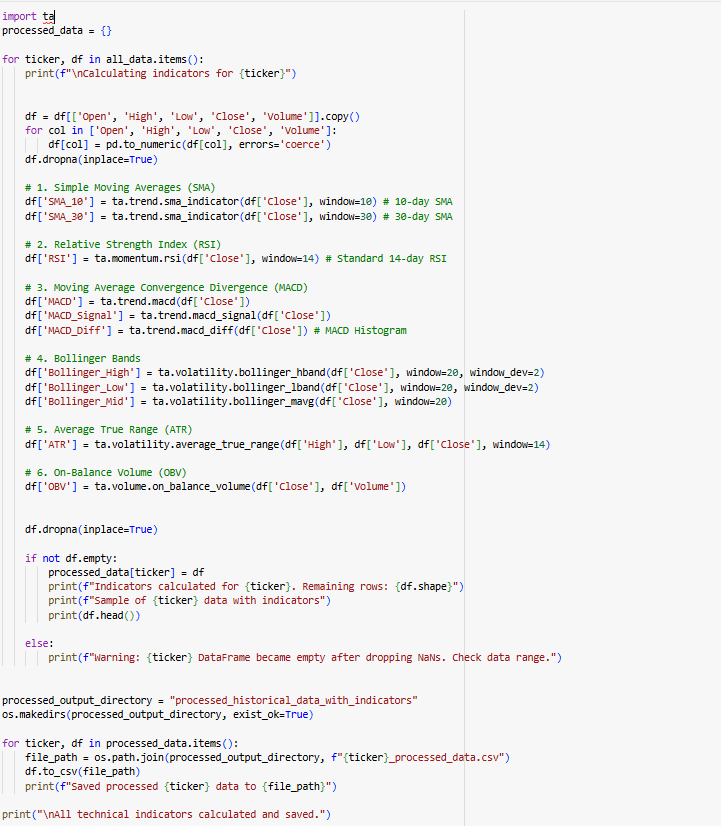 import ta
processed_data = {}
for ticker, df in all_data.items():
    print(f"\nCalculating indicators for {ticker}")
    df = df[['Open', 'High', 'Low', 'Close', 'Volume']].copy()
    for col in ['Open', 'High', 'Low', 'Close', 'Volume']:
        df[col] = pd.to_numeric(df[col], errors='coerce')
    df.dropna(inplace=True)
    # 1. Simple Moving Averages (SMA)
    df['SMA_10'] = ta.trend.sma_indicator(df['Close'], window=10) # 10-day SMA
    df['SMA_30'] = ta.trend.sma_indicator(df['Close'], window=30) # 30-day SMA
    # 2. Relative Strength Index (RSI)
    df['RSI'] = ta.momentum.rsi(df['Close'], window=14) # Standard 14-day RSI
    # 3. Moving Average Convergence Divergence (MACD)
    df['MACD'] = ta.trend.macd(df['Close'])
    df['MACD_Signal'] = ta.trend.macd_signal(df['Close'])
    df['MACD_Diff'] = ta.trend.macd_diff(df['Close']) # MACD Histogram
    # 4. Bollinger Bands
    df['Bollinger_High'] = ta.volatility.bollinger_hband(df['Close'], window=20, window_dev=2)
    df['Bollinger_Low'] = ta.volatility.bollinger_lband(df['Close'], window=20, window_dev=2)
    df['Bollinger_Mid'] = ta.volatility.bollinger_mavg(df['Close'], window=20)
    # 5. Average True Range (ATR)
    df['ATR'] = ta.volatility.average_true_range(df['High'], df['Low'], df['Close'], window=14)
    # 6. On-Balance Volume (OBV)
    df['OBV'] = ta.volume.on_balance_volume(df['Close'], df['Volume'])
    df.dropna(inplace=True)
    if not df.empty:
        processed_data[ticker] = df
        print(f"Indicators calculated for {ticker}. Remaining rows: {df.shape}")
        print(f"Sample of {ticker} data with indicators")
        print(df.head())
    else:
        print(f"Warning: {ticker} DataFrame became empty after dropping NaNs. Check data range.")
processed_output_directory = "processed_historical_data_with_indicators"
os.makedirs(processed_output_directory, exist_ok=True)
for ticker, df in processed_data.items():
    file_path = os.path.join(processed_output_directory, f"{ticker}_processed_data.csv")
    df.to_csv(file_path)
    print(f"Saved processed {ticker} data to {file_path}")
print("\nAll technical indicators calculated and saved.")